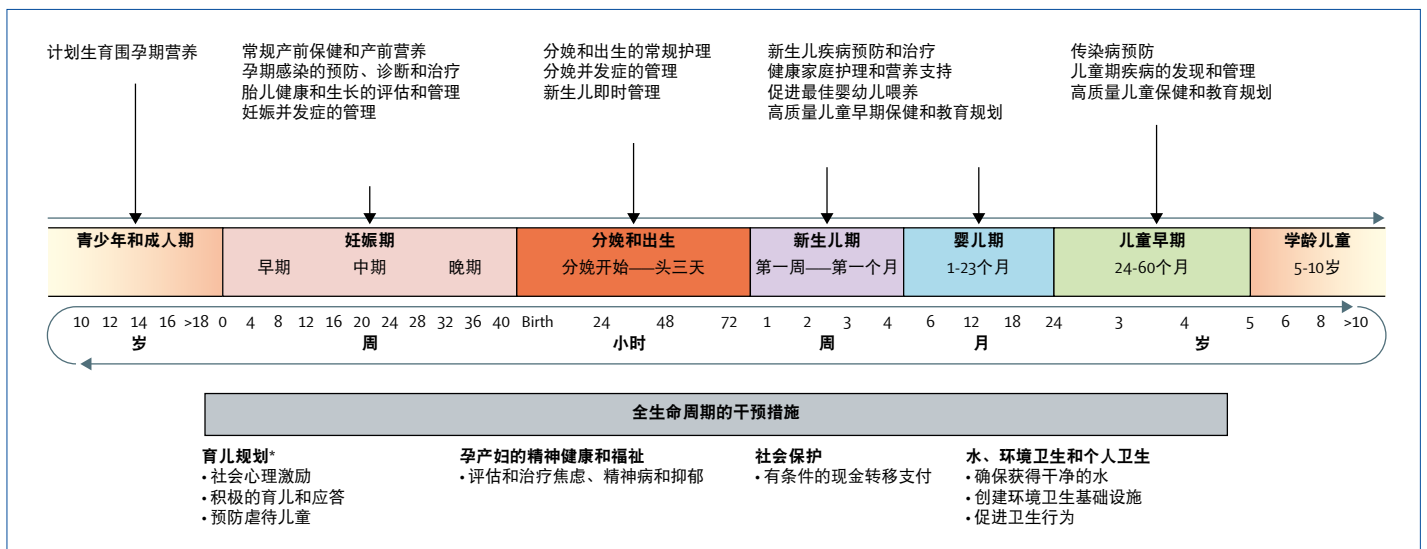 计划生育围孕期营养
常规产前保健和产前营养
孕期感染的预防、诊断和治疗
胎儿健康和生长的评估和管理
妊娠并发症的管理
分娩和出生的常规护理
分娩并发症的管理
新生儿即时管理
新生儿疾病预防和治疗
健康家庭护理和营养支持
促进最佳婴幼儿喂养
高质量儿童早期保健和教育规划
传染病预防
儿童期疾病的发现和管理
高质量儿童保健和教育规划
青少年和成人期
妊娠期
早期 中期 晚期
分娩和出生
分娩开始——头三天
新生儿期
第一周——第一个月
婴儿期
1-23个月
儿童早期
24-60个月
学龄儿童
5-10岁
10 12 14 16 >18 0 4 8 12 16 20 24 28 32 36 40 Birth 24 48 72 1 2 3 4 6 12 18 24 3 4 5 6 8 >10
岁 周 小时 周 月 岁
全生命周期的干预措施
育儿规划*
• 社会心理激励
• 积极的育儿和应答
• 预防虐待儿童
孕产妇的精神健康和福祉
• 评估和治疗焦虑、精神病和抑郁
社会保护
• 有条件的现金转移支付
水、环境卫生和个人卫生
• 确保获得干净的水
• 创建环境卫生基础设施
• 促进卫生行为